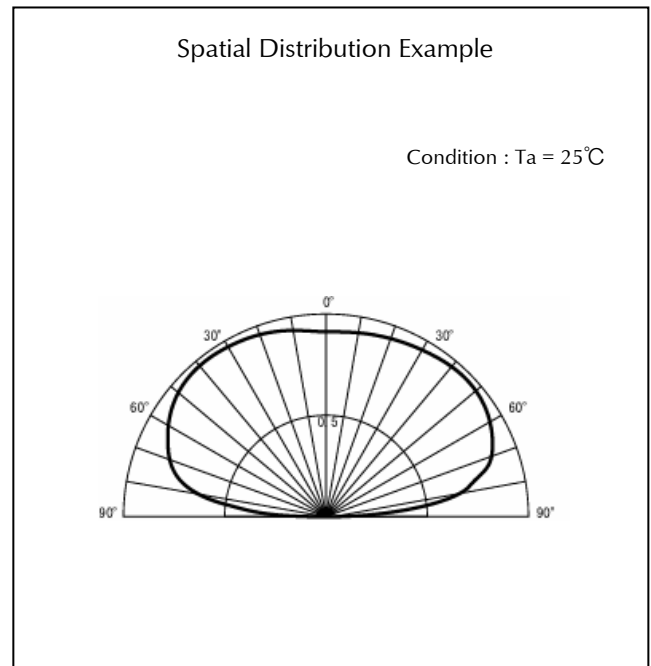 Spatial Distribution Example
Condition : Ta = 25℃
0°
30° 30°
60° 60°
0.5
90° 90°